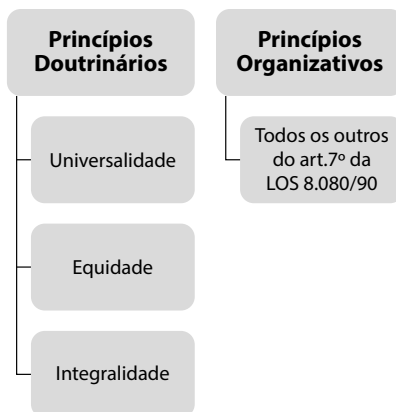 Princípios
Doutrinários
Universalidade
Equidade
Integralidade
Princípios
Organizativos
Todos os outros
do art.7º da
LOS 8.080/90